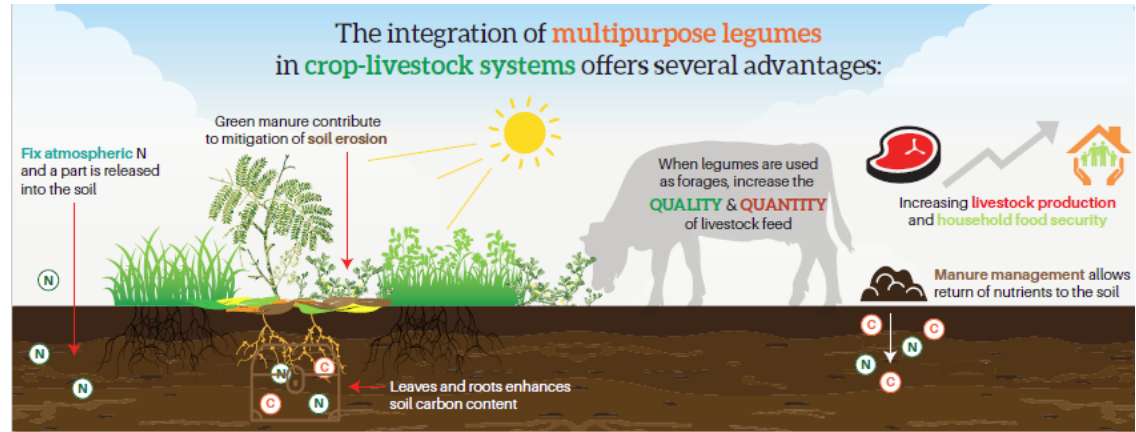 The integration of multipurpose legumes
in crop-livestock systems offers several advantages:
Green manure contribute
to mitigation of soil erosion
Fix atmospheric N
and a part is released
into the soil
When legumes are used
as forages, increase the
QUALITY & QUANTITY
of livestock feed
Increasing livestock production
and household food security
Manure management allows
return of nutrients to the soil
N
N
N
N
C
C
N
Leaves and roots enhances
soil carbon content
C
C
N
N
C